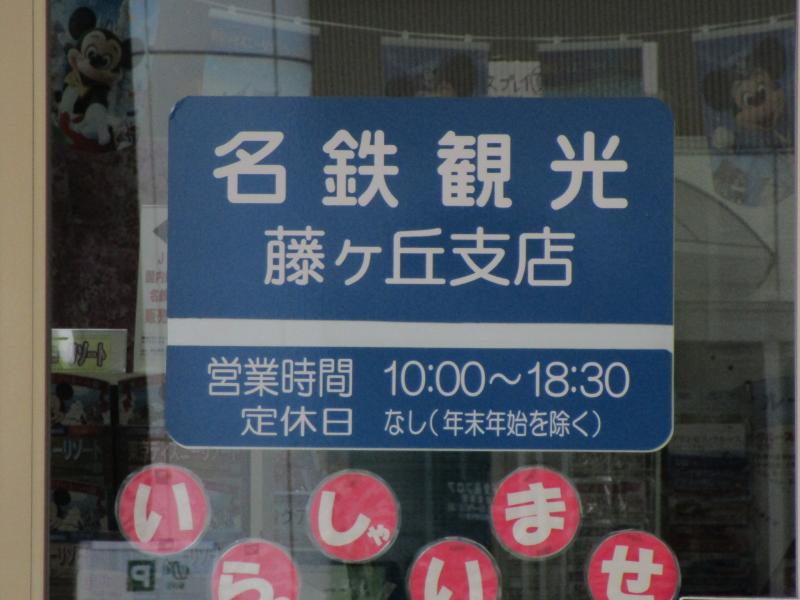 名鉄観光
藤ヶ丘支店
営業時間 10:00～18:30
定休日 なし(年末年始を除く)
いらっしゃいませ